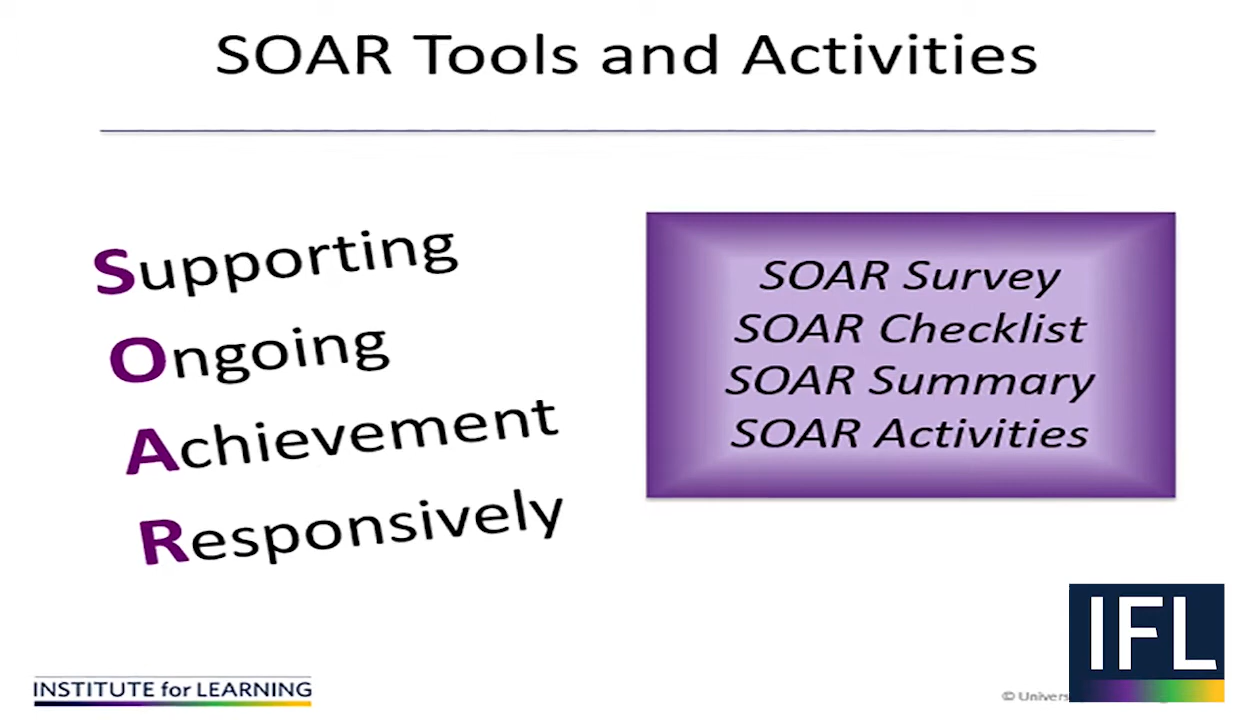 SOAR Tools and Activities
Supporting
Ongoing
Achievement
Responsively
SOAR Survey
SOAR Checklist
SOAR Summary
SOAR Activities
INSTITUTE for LEARNING
©
IFL